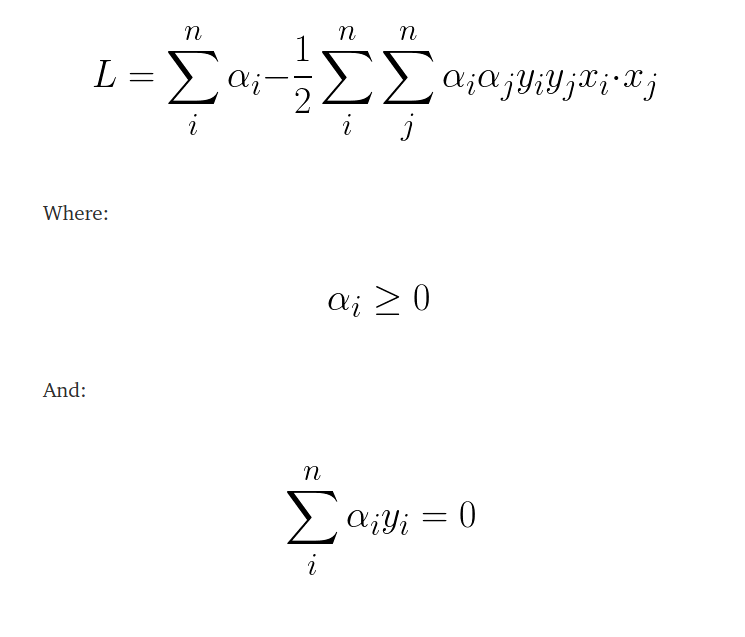 L = \sum_{i}^{n} \alpha_i - \frac{1}{2} \sum_{i}^{n} \sum_{j}^{n} \alpha_i \alpha_j y_i y_j x_i \cdot x_j
Where:
\alpha_i \geq 0
And:
\sum_{i}^{n} \alpha_i y_i = 0